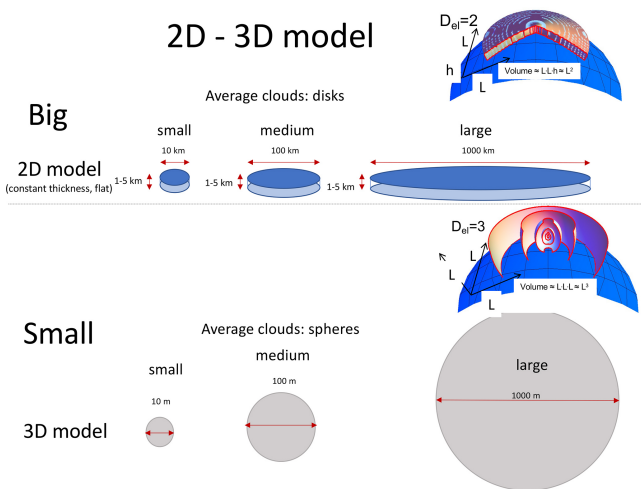 2D - 3D model
Del=2
L
h
L
Volume ≈ L·L·h ≈ L²
Average clouds: disks
Big
small
medium
large
10 km
100 km
1000 km
2D model
(constant thickness, flat)
1-5 km
1-5 km
1-5 km
Del=3
L
L
L
Volume ≈ L·L·L ≈ L³
Small
Average clouds: spheres
small
medium
large
10 m
100 m
1000 m
3D model